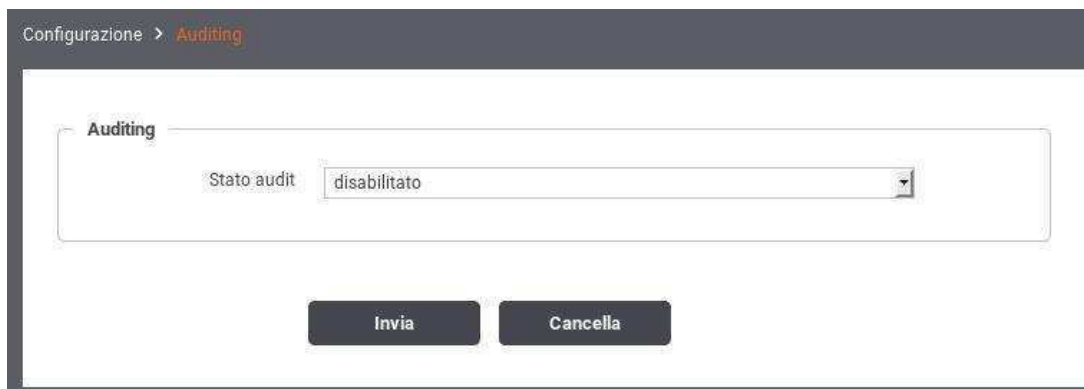 Configurazione > Auditing
Auditing
Stato audit disabilitato
Invia Cancella